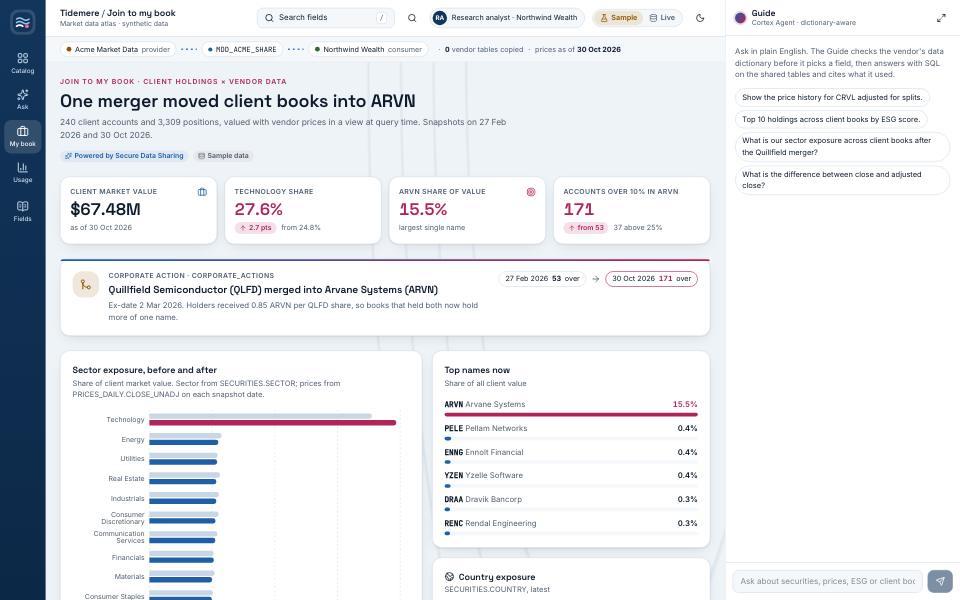 Tidemere / Join to my book
Market data atlas · synthetic data
Search fields
/
RA Research analyst · Northwind Wealth
Sample
Live
Guide
Cortex Agent · dictionary-aware
Catalog
Ask
My book
Usage
Fields
Acme Market Data provider
MDD_ACME_SHARE
Northwind Wealth consumer
· 0 vendor tables copied · prices as of 30 Oct 2026
JOIN TO MY BOOK · CLIENT HOLDINGS × VENDOR DATA
One merger moved client books into ARVN
240 client accounts and 3,309 positions, valued with vendor prices in a view at query time. Snapshots on 27 Feb
2026 and 30 Oct 2026.
Powered by Secure Data Sharing
Sample data
CLIENT MARKET VALUE
$67.48M
as of 30 Oct 2026
TECHNOLOGY SHARE
27.6%
↑ 2.7 pts from 24.8%
ARVN SHARE OF VALUE
15.5%
largest single name
ACCOUNTS OVER 10% IN ARVN
171
↑ from 53 37 above 25%
CORPORATE ACTION · CORPORATE_ACTIONS
Quillfield Semiconductor (QLFD) merged into Arvane Systems (ARVN)
Ex-date 2 Mar 2026. Holders received 0.85 ARVN per QLFD share, so books that held both now hold
more of one name.
27 Feb 2026 53 over → 30 Oct 2026 171 over
Sector exposure, before and after
Share of client market value. Sector from SECURITIES.SECTOR; prices from
PRICES_DAILY.CLOSE_UNADJ on each snapshot date.
Technology
Energy
Utilities
Real Estate
Industrials
Consumer
Discretionary
Communication
Services
Financials
Materials
Consumer Staples
Top names now
Share of all client value
ARVN Arvane Systems 15.5%
PELE Pellam Networks 0.4%
ENNG Ennolt Financial 0.4%
YZEN Yzelle Software 0.4%
DRAA Dravik Bancorp 0.3%
RENC Rendal Engineering 0.3%
Country exposure
SECURITIES.COUNTRY, latest
Ask in plain English. The Guide checks the vendor's data
dictionary before it picks a field, then answers with SQL
on the shared tables and cites what it used.
Show the price history for CRVL adjusted for splits.
Top 10 holdings across client books by ESG score.
What is our sector exposure across client books after
the Quillfield merger?
What is the difference between close and adjusted
close?
Ask about securities, prices, ESG or client boo